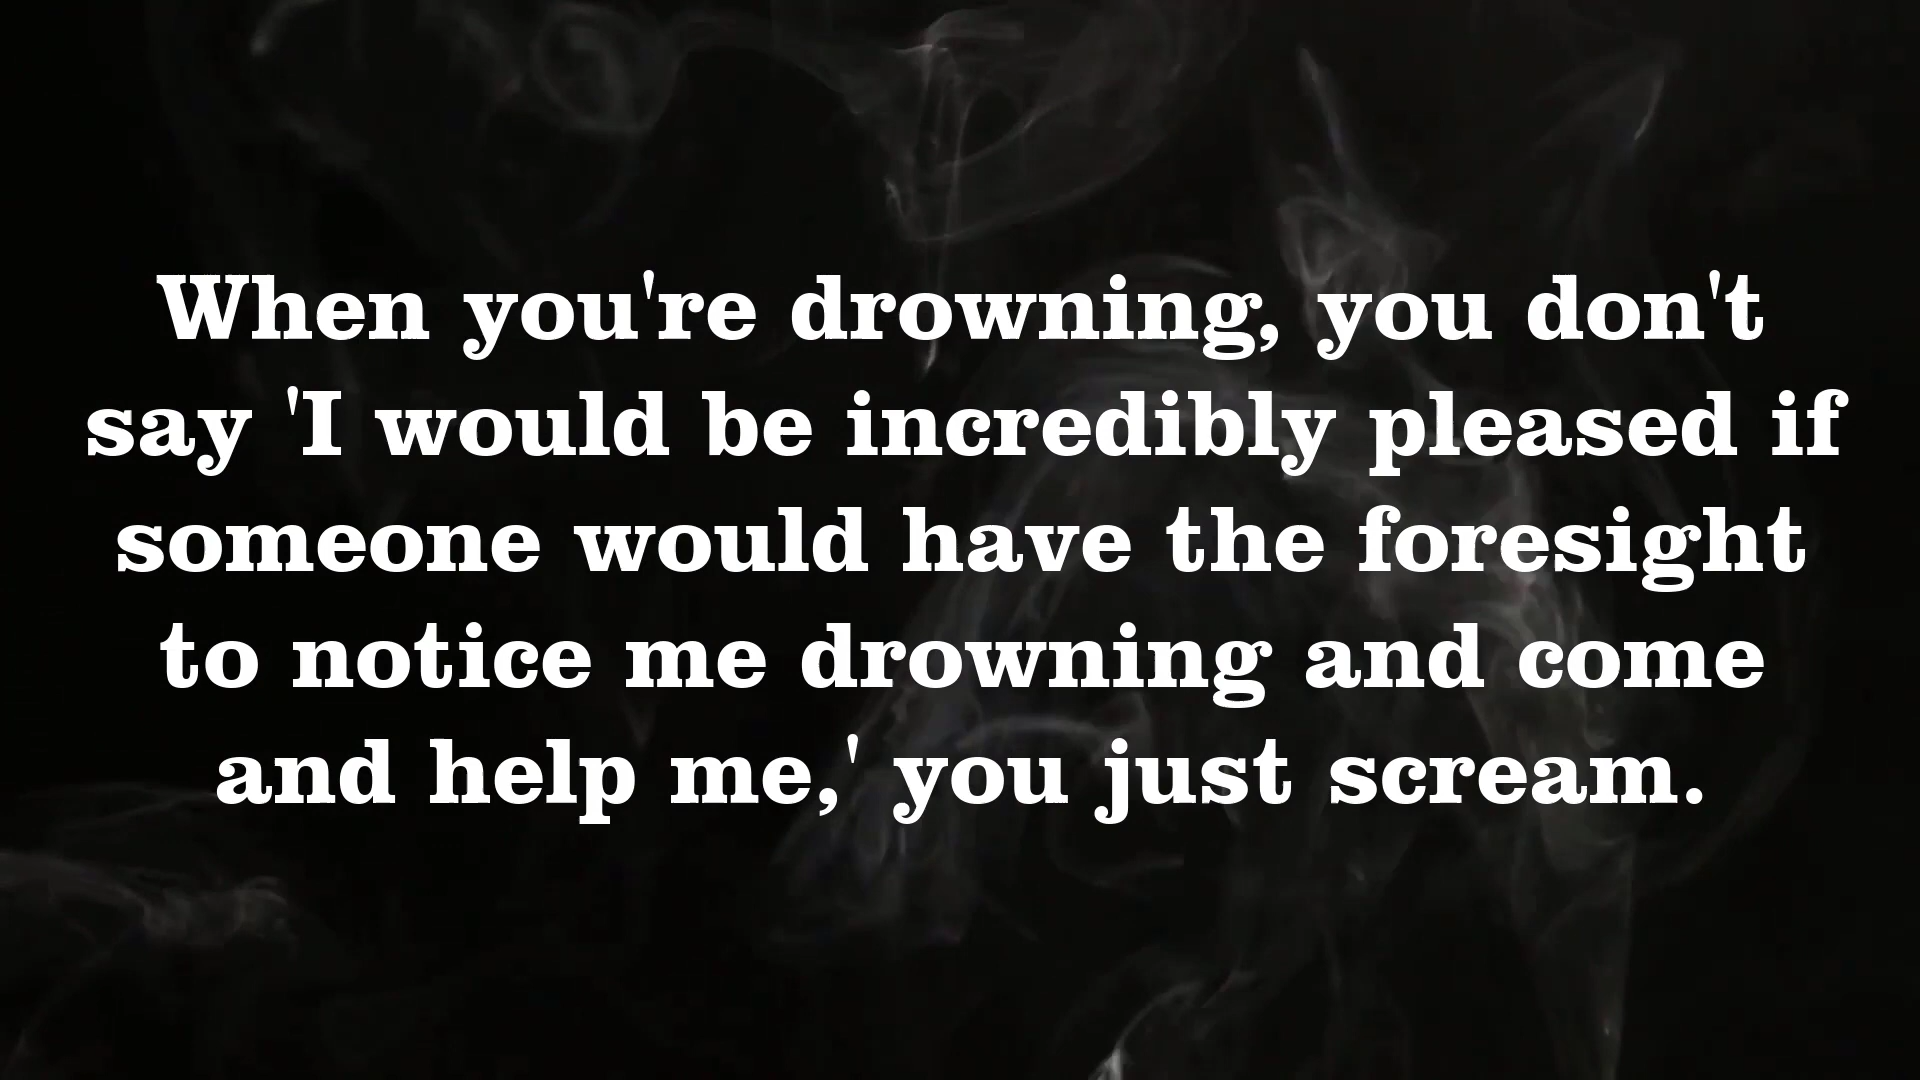 When you're drowning, you don't
say 'I would be incredibly pleased if
someone would have the foresight
to notice me drowning and come
and help me,' you just scream.